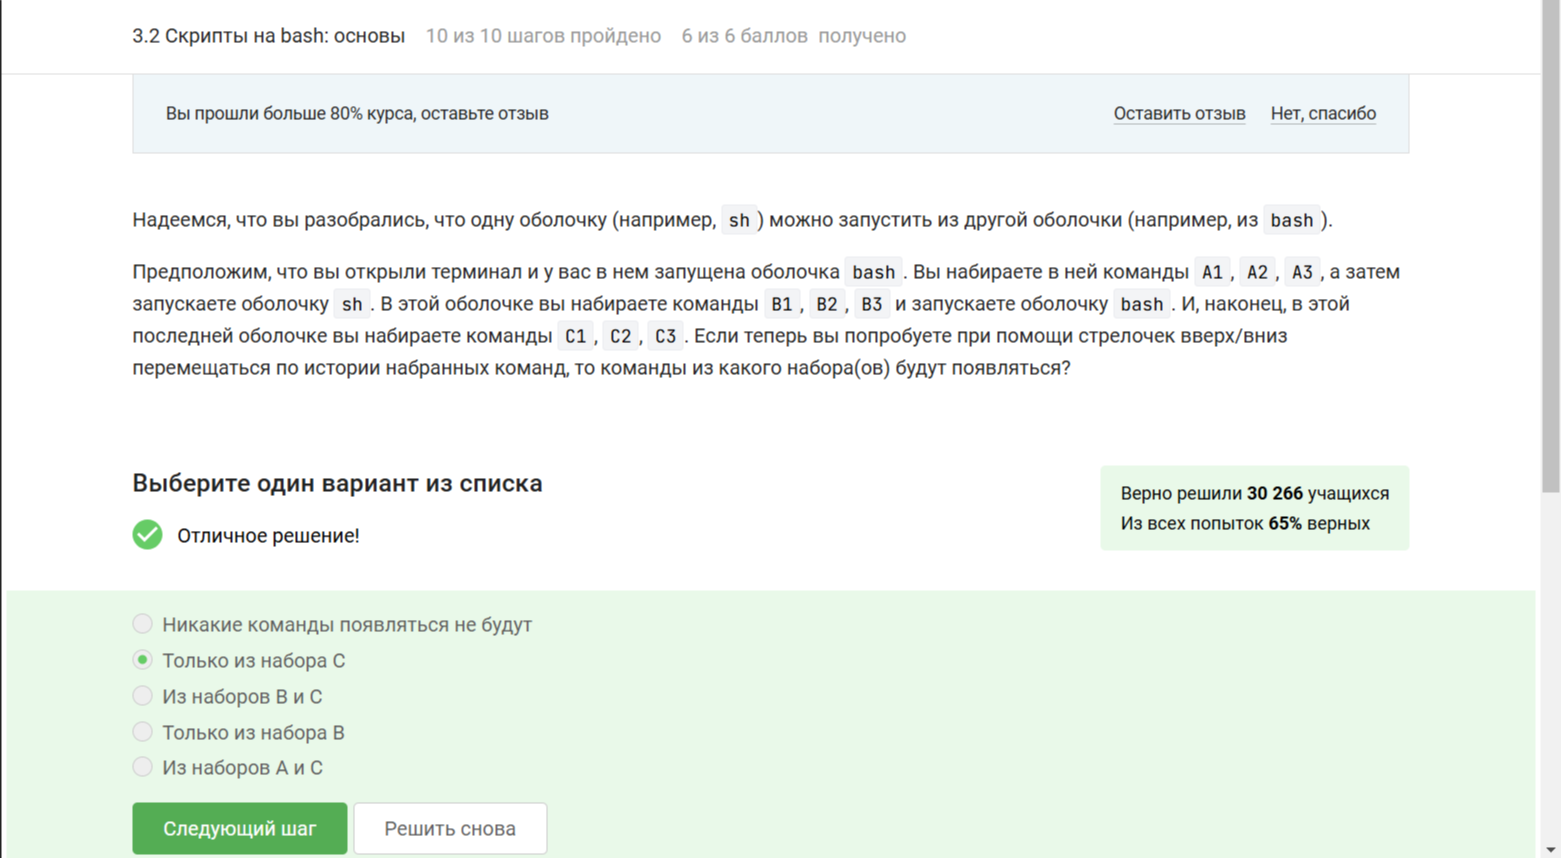 3.2 Скрипты на bash: основы 10 из 10 шагов пройдено 6 из 6 баллов получено
Вы прошли больше 80% курса, оставьте отзыв Оставить отзыв Нет, спасибо
Надеемся, что вы разобрались, что одну оболочку (например, sh) можно запустить из другой оболочки (например, из bash).
Предположим, что вы открыли терминал и у вас в нем запущена оболочка bash. Вы набираете в ней команды A1, A2, A3, а затем
запускаете оболочку sh. В этой оболочке вы набираете команды B1, B2, B3 и запускаете оболочку bash. И, наконец, в этой
последней оболочке вы набираете команды C1, C2, C3. Если теперь вы попробуете при помощи стрелочек вверх/вниз
перемещаться по истории набранных команд, то команды из какого набора(ов) будут появляться?
Выберите один вариант из списка
Отличное решение!
Верно решили 30 266 учащихся
Из всех попыток 65% верных
Никакие команды появляться не будут
Только из набора C
Из наборов B и C
Только из набора B
Из наборов A и C
Следующий шаг Решить снова